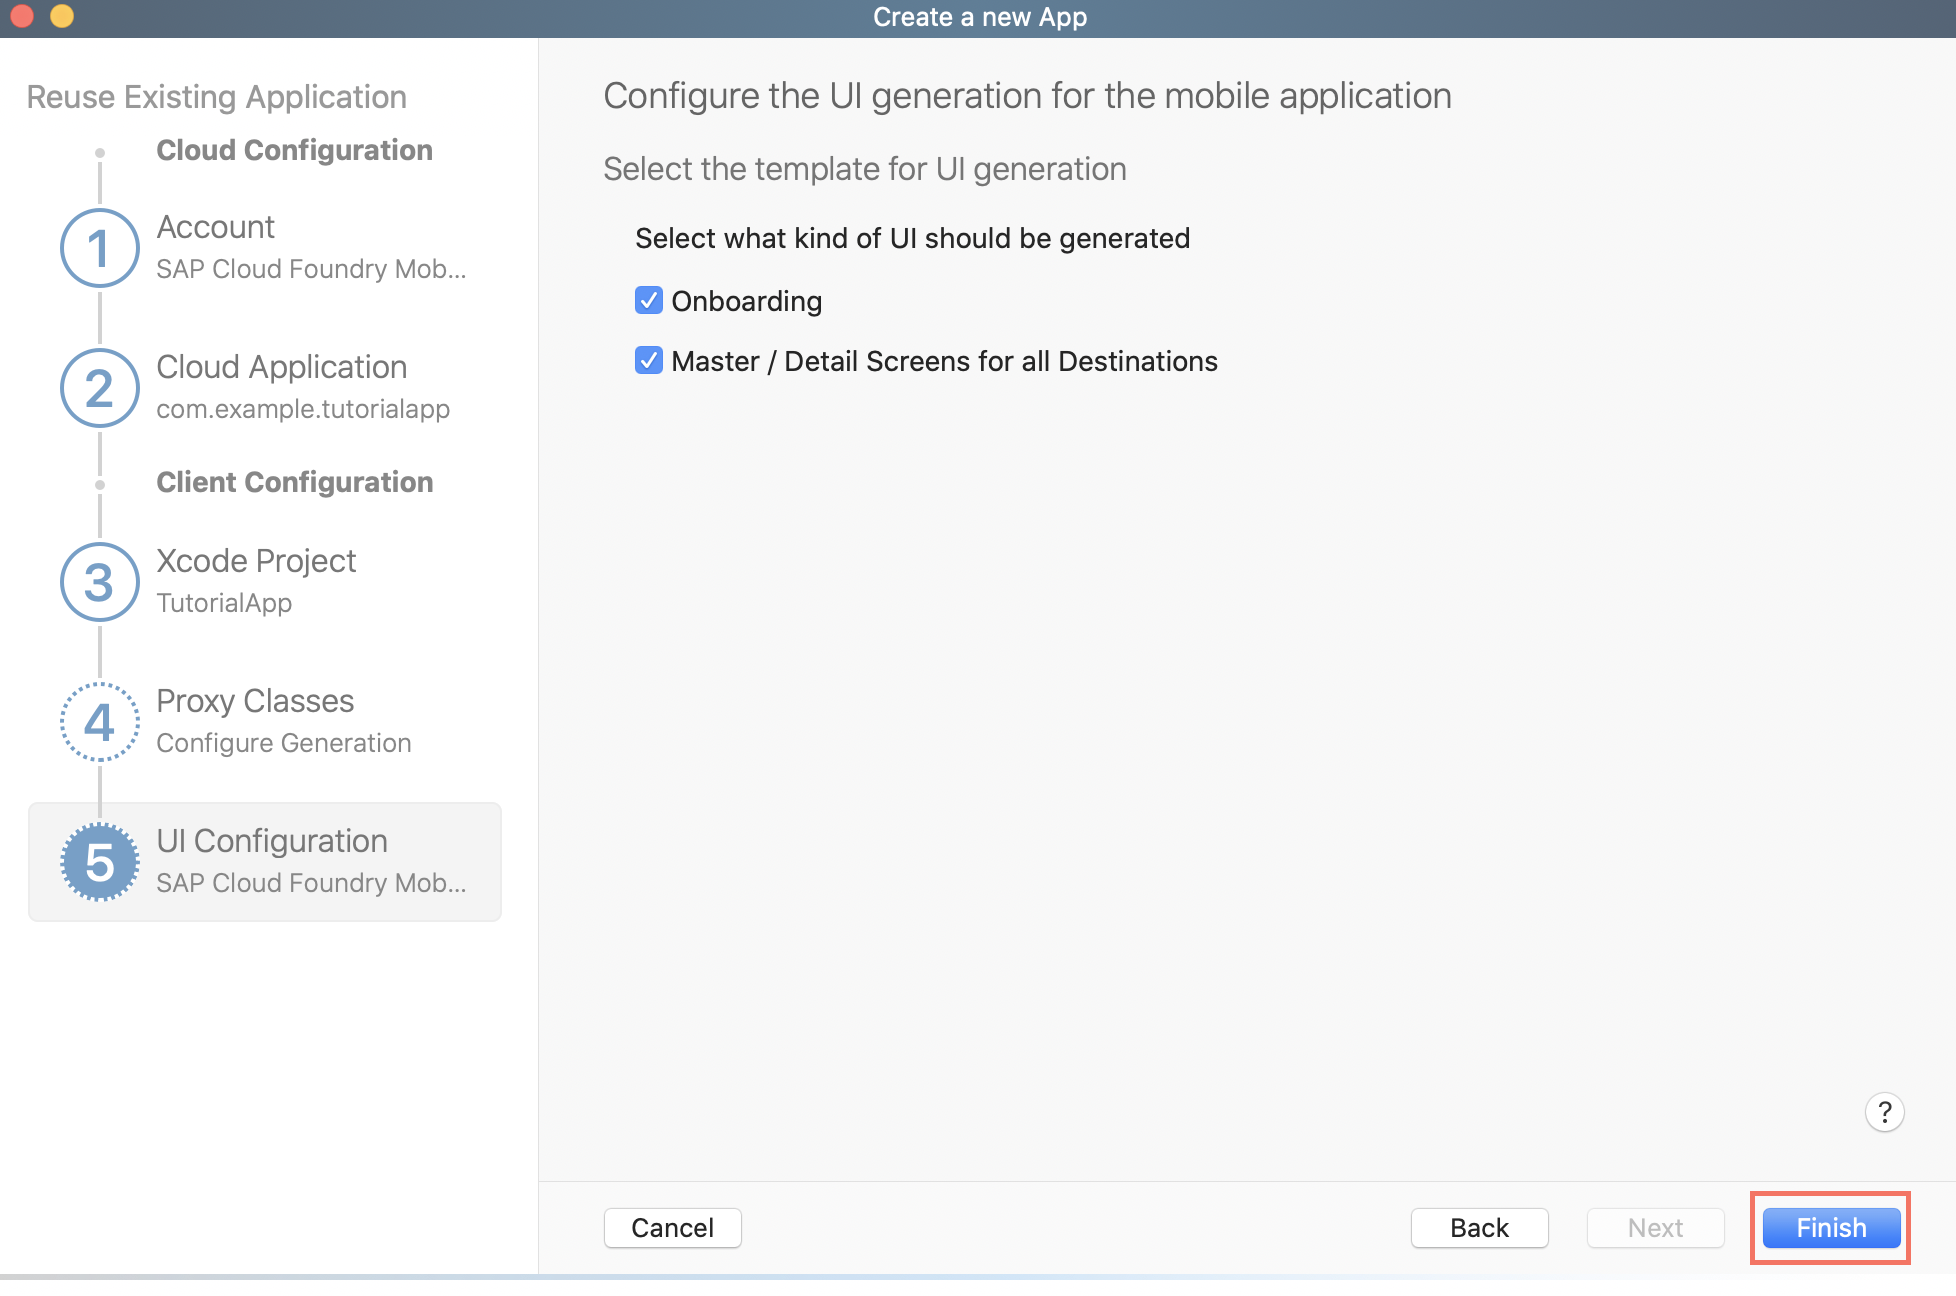 Create a new App
Reuse Existing Application
Cloud Configuration
1
Account
SAP Cloud Foundry Mob...
2
Cloud Application
com.example.tutorialapp
Client Configuration
3
Xcode Project
TutorialApp
4
Proxy Classes
Configure Generation
5
UI Configuration
SAP Cloud Foundry Mob...
Configure the UI generation for the mobile application
Select the template for UI generation
Select what kind of UI should be generated
Onboarding
Master / Detail Screens for all Destinations
?
Cancel
Back
Next
Finish